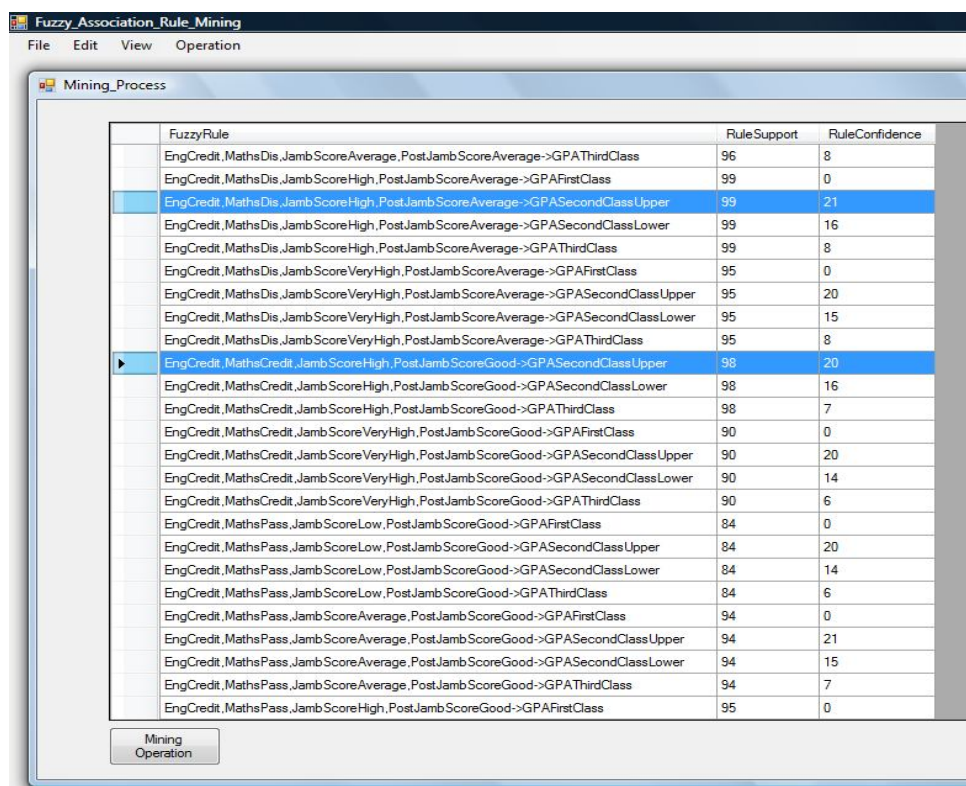 Fuzzy_Association_Rule_Mining
File Edit View Operation
Mining_Process
FuzzyRule RuleSupport RuleConfidence
EngCredit,MathsDis,JambScoreAverage,PostJambScoreAverage->GPAThirdClass 96 8
EngCredit,MathsDis,JambScoreHigh,PostJambScoreAverage->GPAFirstClass 99 0
EngCredit,MathsDis,JambScoreHigh,PostJambScoreAverage->GPASecondClassUpper 99 21
EngCredit,MathsDis,JambScoreHigh,PostJambScoreAverage->GPASecondClassLower 99 16
EngCredit,MathsDis,JambScoreHigh,PostJambScoreAverage->GPAThirdClass 99 8
EngCredit,MathsDis,JambScoreVeryHigh,PostJambScoreAverage->GPAFirstClass 95 0
EngCredit,MathsDis,JambScoreVeryHigh,PostJambScoreAverage->GPASecondClassUpper 95 20
EngCredit,MathsDis,JambScoreVeryHigh,PostJambScoreAverage->GPASecondClassLower 95 15
EngCredit,MathsDis,JambScoreVeryHigh,PostJambScoreAverage->GPAThirdClass 95 8
EngCredit,MathsCredit,JambScoreHigh,PostJambScoreGood->GPASecondClassUpper 98 20
EngCredit,MathsCredit,JambScoreHigh,PostJambScoreGood->GPASecondClassLower 98 16
EngCredit,MathsCredit,JambScoreHigh,PostJambScoreGood->GPAThirdClass 98 7
EngCredit,MathsCredit,JambScoreVeryHigh,PostJambScoreGood->GPAFirstClass 90 0
EngCredit,MathsCredit,JambScoreVeryHigh,PostJambScoreGood->GPASecondClassUpper 90 20
EngCredit,MathsCredit,JambScoreVeryHigh,PostJambScoreGood->GPASecondClassLower 90 14
EngCredit,MathsCredit,JambScoreVeryHigh,PostJambScoreGood->GPAThirdClass 90 6
EngCredit,MathsPass,JambScoreLow,PostJambScoreGood->GPAFirstClass 84 0
EngCredit,MathsPass,JambScoreLow,PostJambScoreGood->GPASecondClassUpper 84 20
EngCredit,MathsPass,JambScoreLow,PostJambScoreGood->GPASecondClassLower 84 14
EngCredit,MathsPass,JambScoreLow,PostJambScoreGood->GPAThirdClass 84 6
EngCredit,MathsPass,JambScoreAverage,PostJambScoreGood->GPAFirstClass 94 0
EngCredit,MathsPass,JambScoreAverage,PostJambScoreGood->GPASecondClassUpper 94 21
EngCredit,MathsPass,JambScoreAverage,PostJambScoreGood->GPASecondClassLower 94 15
EngCredit,MathsPass,JambScoreAverage,PostJambScoreGood->GPAThirdClass 94 7
EngCredit,MathsPass,JambScoreHigh,PostJambScoreGood->GPAFirstClass 95 0
Mining
Operation